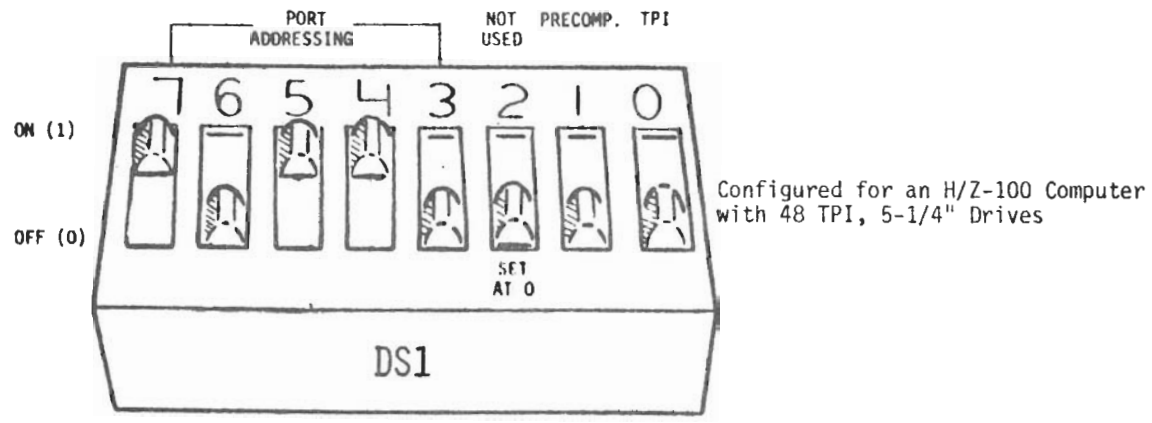 PORT
ADDRESSING
NOT
USED
PRECOMP.
TPI
7 6 5 4 3 2 1 0
ON (1)
OFF (0)
Configured for an H/Z-100 Computer
with 48 TPI, 5-1/4" Drives
SET
AT 0
DS1